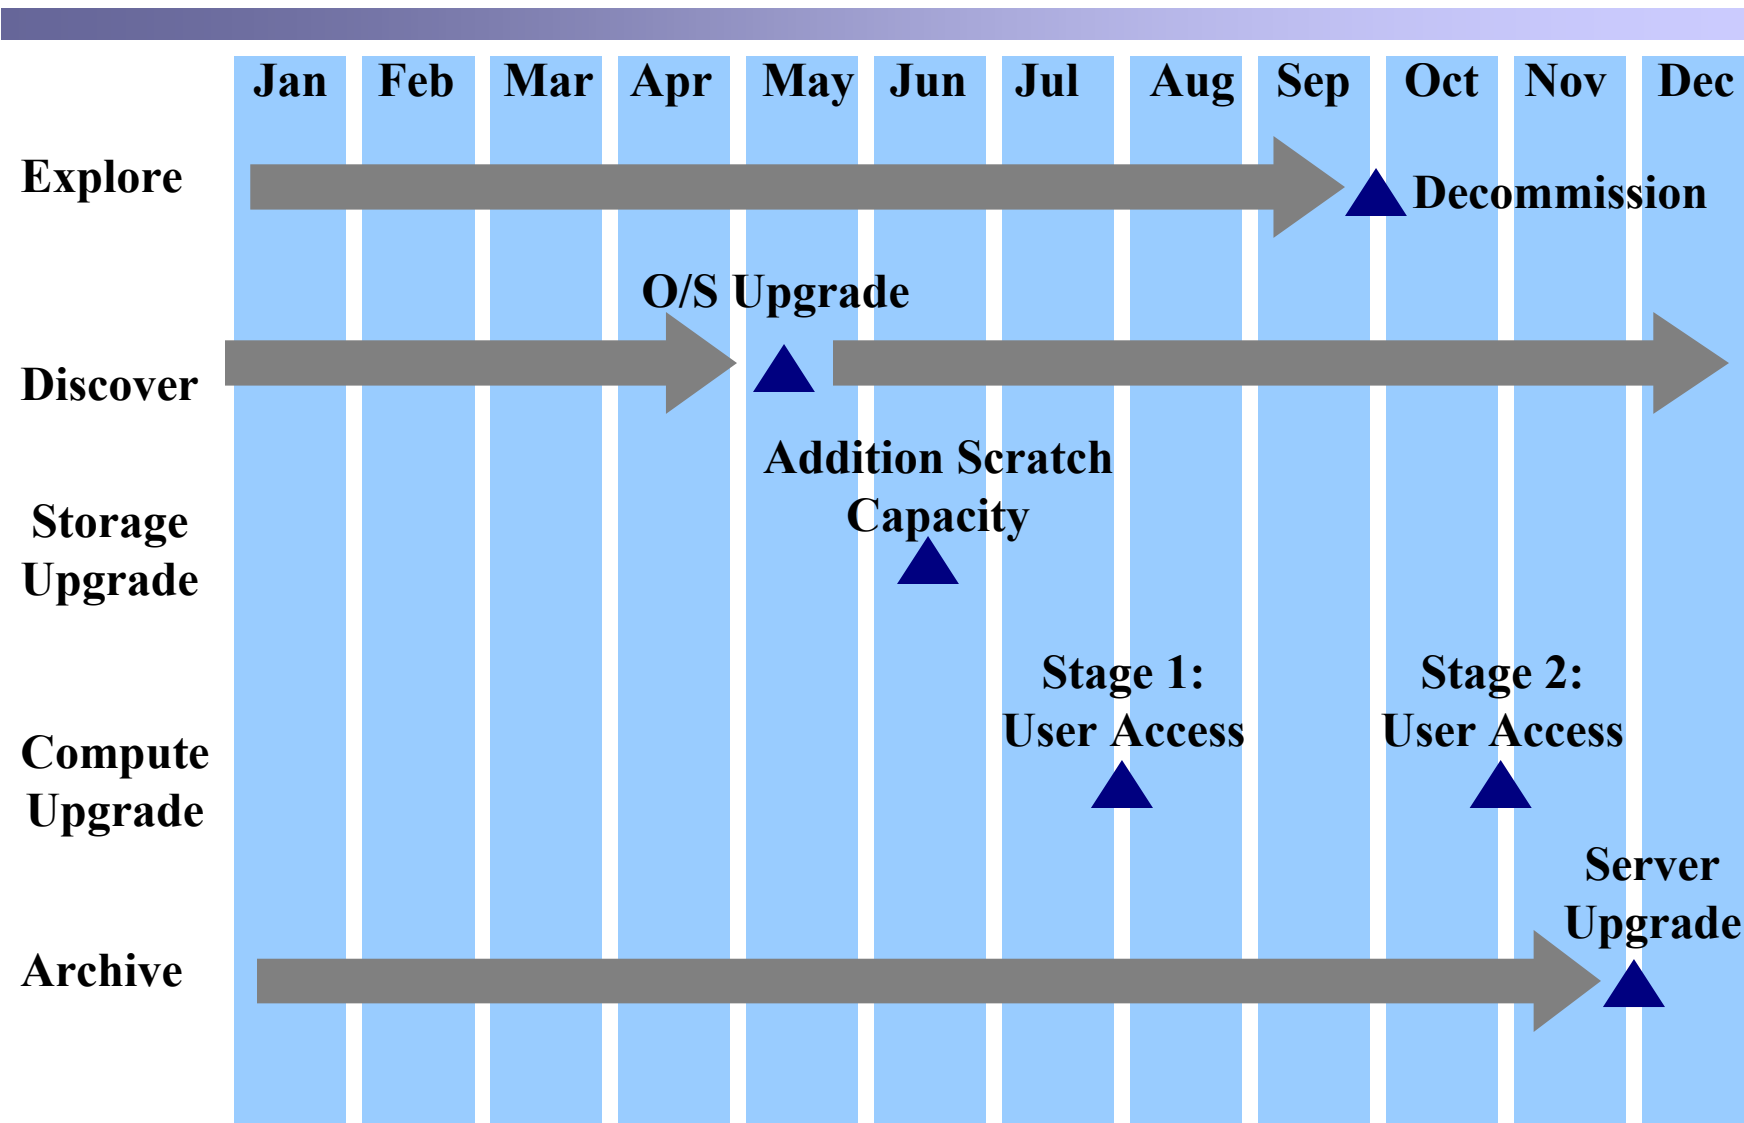 Jan Feb Mar Apr May Jun Jul Aug Sep Oct Nov Dec
Explore
Decommission
O/S Upgrade
Discover
Addition Scratch
Capacity
Storage
Upgrade
Stage 1:
User Access
Stage 2:
User Access
Compute
Upgrade
Server
Upgrade
Archive